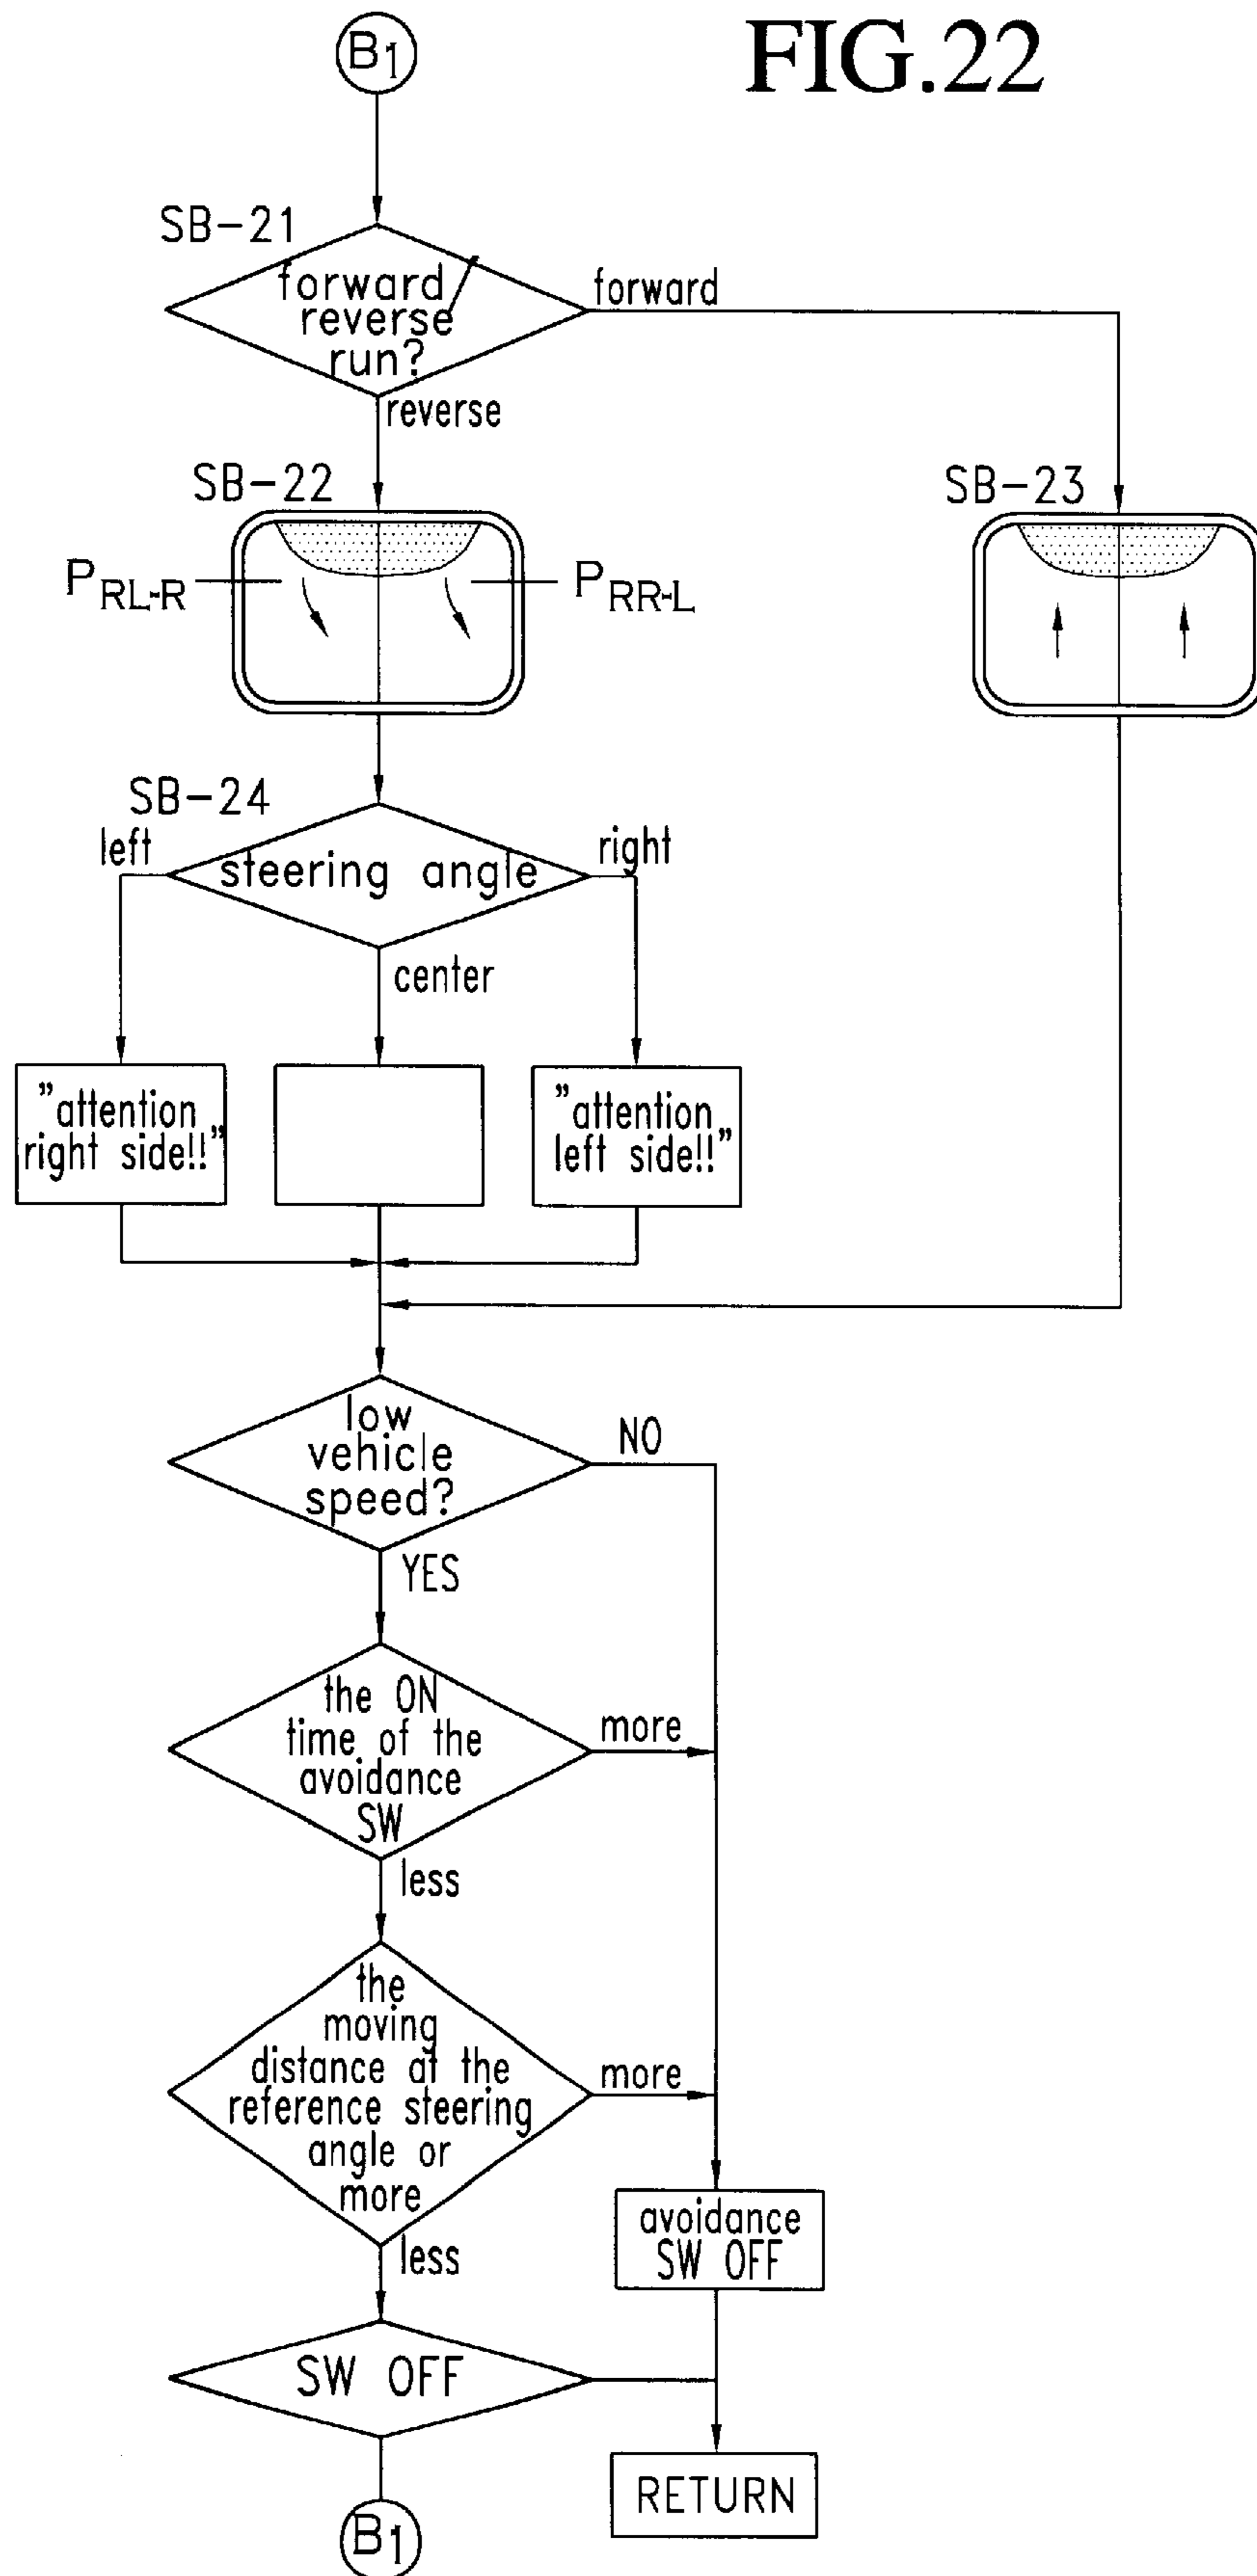 FIG.22
B1
SB-21
forward/
reverse
run?
forward
reverse
SB-22
SB-23
PRL-R
PRR-L
SB-24
left
steering angle
right
center
"attention
right side!!"
"attention
left side!!"
low
vehicle
speed?
NO
YES
the ON
time of the
avoidance
SW
more
less
the
moving
distance at the
reference steering
angle or
more
more
less
avoidance
SW OFF
SW OFF
RETURN
B1